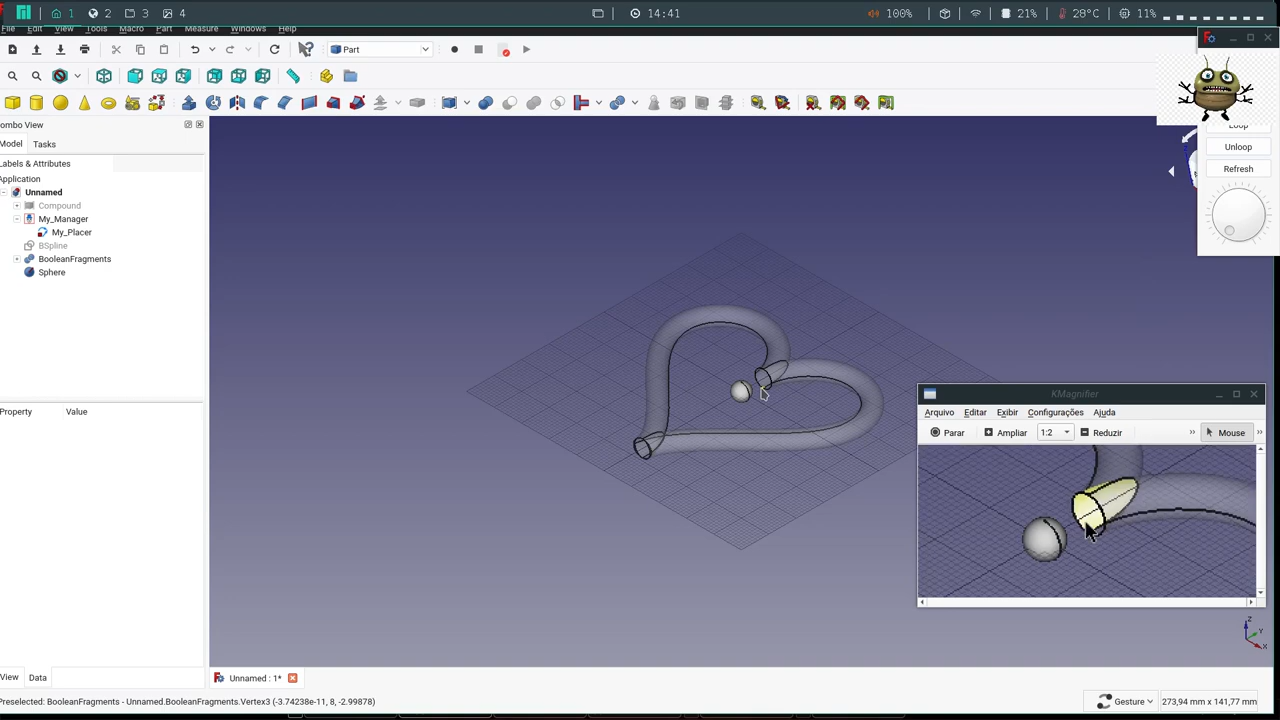 1 2 3 4 14:41 100% 21% 28°C 11%
File Edit View Tools Macro Part Measure Windows Help
Part
ombo View
Model Tasks
Labels & Attributes
Application
Unnamed
Compound
My_Manager
My_Placer
BSpline
BooleanFragments
Sphere
Property Value
View Data
Unnamed : 1*
Loop
Unloop
Refresh
KMagnifier
Arquivo Editar Exibir Configurações Ajuda
Parar Ampliar 1:2 Reduzir Mouse
Z
Y
X
Preselected: BooleanFragments - Unnamed.BooleanFragments.Vertex3 (-3.74238e-11, 8, -2.99878)
Gesture 273,94 mm x 141,77 mm